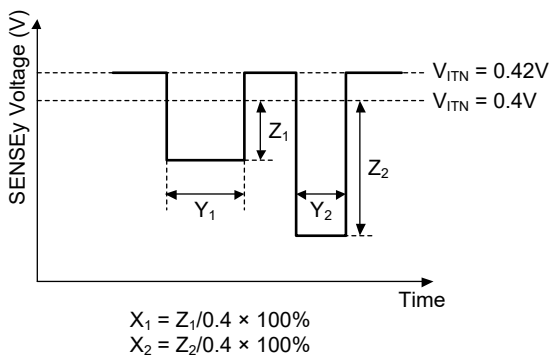 SENSEy Voltage (V)
VITN = 0.42V
VITN = 0.4V
Z1
Z2
Y1
Y2
Time
X1 = Z1/0.4 × 100%
X2 = Z2/0.4 × 100%